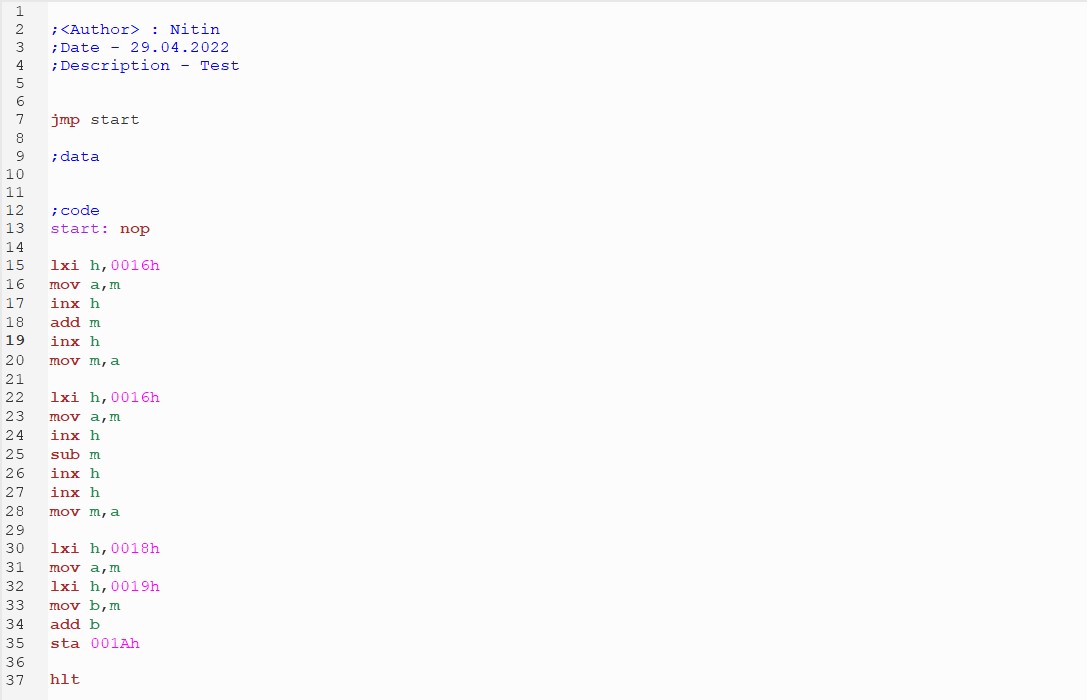 1
2 ;<Author> : Nitin
3 ;Date - 29.04.2022
4 ;Description - Test
5
6
7 jmp start
8
9 ;data
10
11
12 ;code
13 start: nop
14
15 lxi h,0016h
16 mov a,m
17 inx h
18 add m
19 inx h
20 mov m,a
21
22 lxi h,0016h
23 mov a,m
24 inx h
25 sub m
26 inx h
27 inx h
28 mov m,a
29
30 lxi h,0018h
31 mov a,m
32 lxi h,0019h
33 mov b,m
34 add b
35 sta 001Ah
36
37 hlt